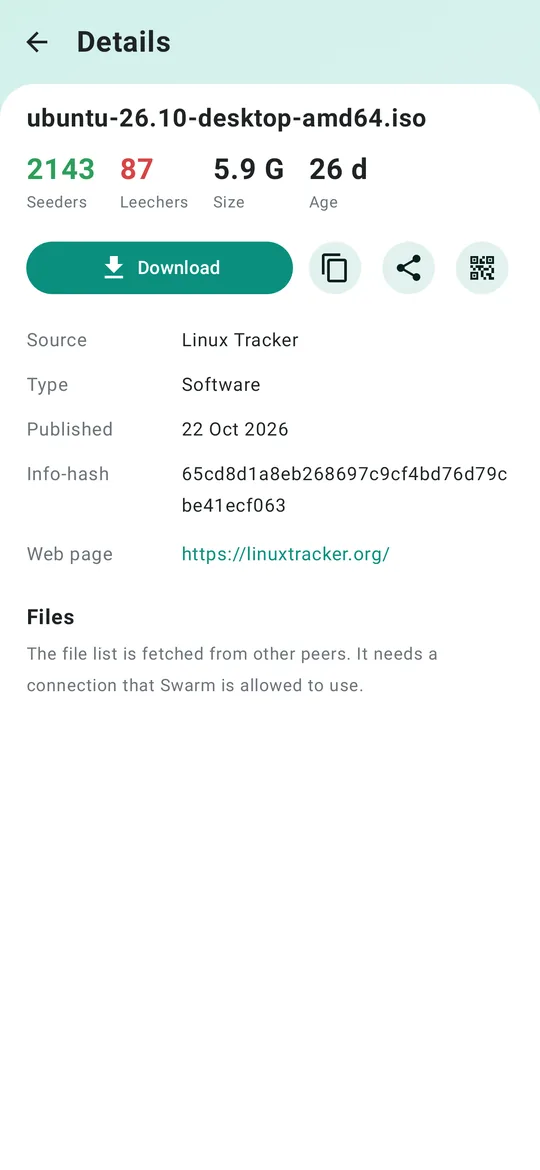 Details
ubuntu-26.10-desktop-amd64.iso
2143 87 5.9 G 26 d
Seeders Leechers Size Age
Download
Source Linux Tracker
Type Software
Published 22 Oct 2026
Info-hash 65cd8d1a8eb268697c9cf4bd76d79c
be41ecf063
Web page https://linuxtracker.org/
Files
The file list is fetched from other peers. It needs a
connection that Swarm is allowed to use.